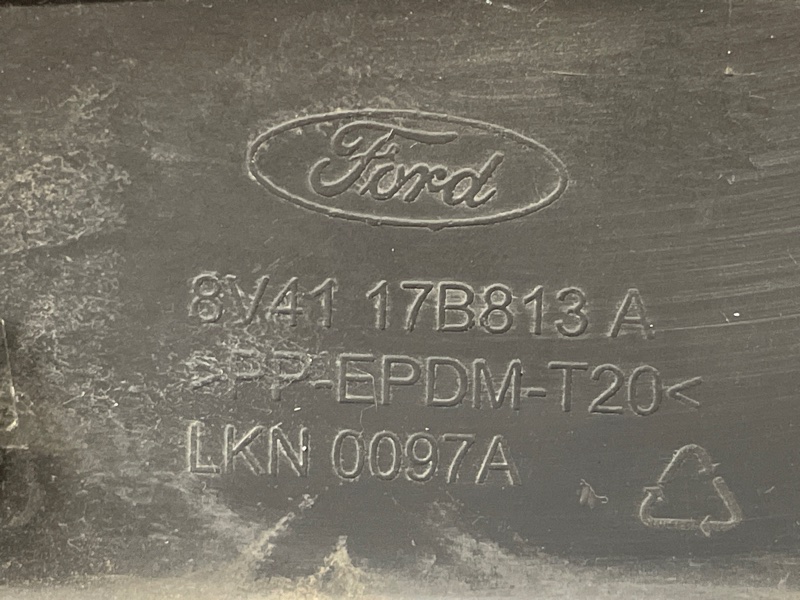 Ford
8V41 17B813 A
>PP-EPDM-T20<
LKN 0097A